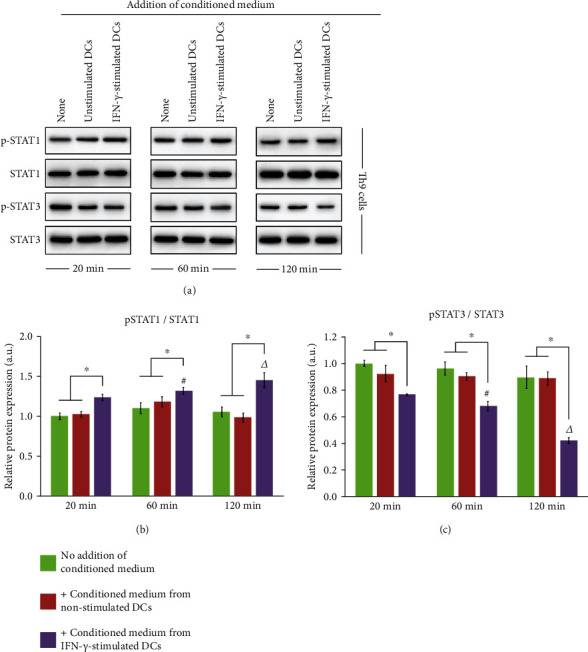 Addition of conditioned medium
None
Unstimulated DCs
IFN-γ-stimulated DCs
None
Unstimulated DCs
IFN-γ-stimulated DCs
None
Unstimulated DCs
IFN-γ-stimulated DCs
p-STAT1
STAT1
p-STAT3
STAT3
Th9 cells
20 min
60 min
120 min
(a)
pSTAT1 / STAT1
Relative protein expression (a.u.)
2.0
1.5
1.0
0.5
0.0
*
*
#
*
Δ
20 min
60 min
120 min
(b)
pSTAT3 / STAT3
Relative protein expression (a.u.)
1.2
1.0
0.8
0.6
0.4
0.2
0.0
*
*
#
*
Δ
20 min
60 min
120 min
(c)
No addition of
conditioned medium
+ Conditioned medium from
non-stimulated DCs
+ Conditioned medium from
IFN-γ-stimulated DCs